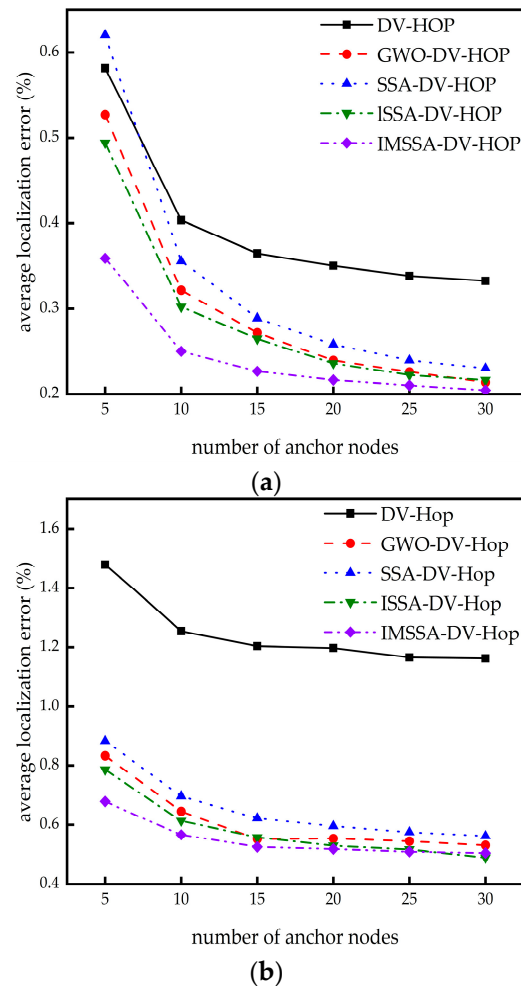 DV-HOP
GWO-DV-HOP
SSA-DV-HOP
ISSA-DV-HOP
IMSSA-DV-HOP
average localization error (%)
0.6
0.5
0.4
0.3
0.2
5 10 15 20 25 30
number of anchor nodes
(a)
DV-Hop
GWO-DV-Hop
SSA-DV-Hop
ISSA-DV-Hop
IMSSA-DV-Hop
average localization error (%)
1.6
1.4
1.2
1.0
0.8
0.6
0.4
5 10 15 20 25 30
number of anchor nodes
(b)